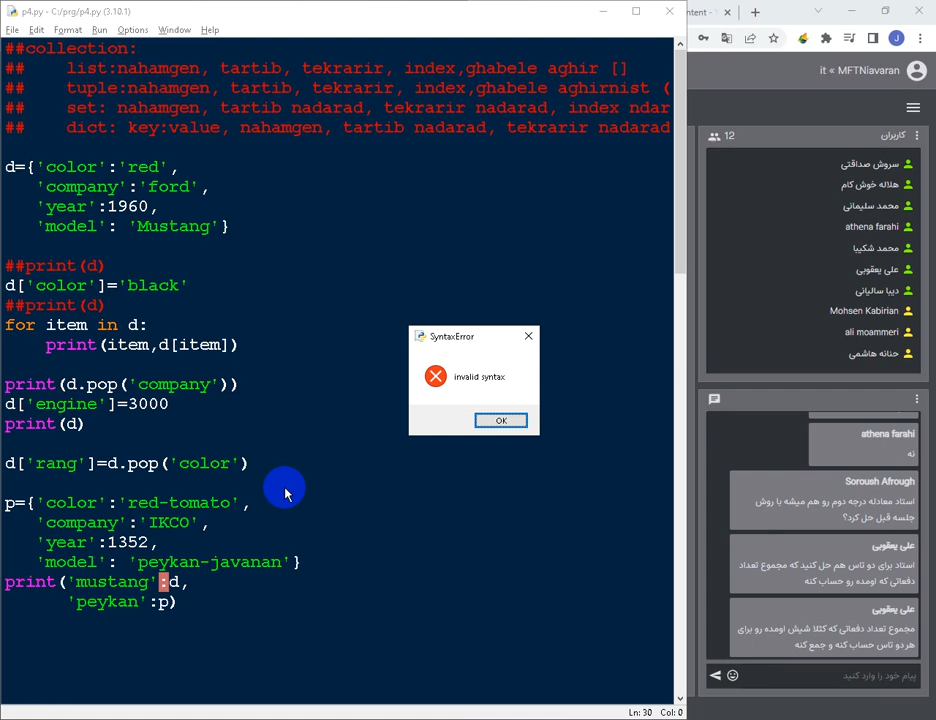 p4.py - C:/prg/p4.py (3.10.1)
File Edit Format Run Options Window Help
##collection:
## list:nahamgen, tartib, tekrarir, index,ghabele aghir []
## tuple:nahamgen, tartib, tekrarir, index,ghabele aghirnist (
## set: nahamgen, tartib nadarad, tekrarir nadarad, index ndar
## dict: key:value, nahamgen, tartib nadarad, tekrarir nadarad
d={'color':'red',
'company':'ford',
'year':1960,
'model': 'Mustang'}
##print(d)
d['color']='black'
##print(d)
for item in d:
print(item,d[item])
print(d.pop('company'))
d['engine']=3000
print(d)
d['rang']=d.pop('color')
p={'color':'red-tomato',
'company':'IKCO',
'year':1352,
'model': 'peykan-javanan'}
print('mustang':d,
'peykan':p)
Ln: 30 Col: 0
SyntaxError
invalid syntax
OK
ntent -
it « MFTNiavaran
12
کاربران
سروش صداقتی
هلاله خوش کام
محمد سلیمانی
athena farahi
محمد شکیبا
علی یعقوبی
دیبا سالیانی
Mohsen Kabirian
ali moammeri
حنانه هاشمی
athena farahi
نه
Soroush Afrough
استاد معادله درجه دوم رو هم میشه با روش
جلسه قبل حل کرد؟
علی یعقوبی
استاد برای دو تاس هم حل کنید که مجموع تعداد
دفعاتی که اومده رو حساب کنه
علی یعقوبی
مجموع تعداد دفعاتی که کثلا شیش اومده رو برای
هر دو تاس حساب کنه و جمع کنه
پیام خود را وارد کنید